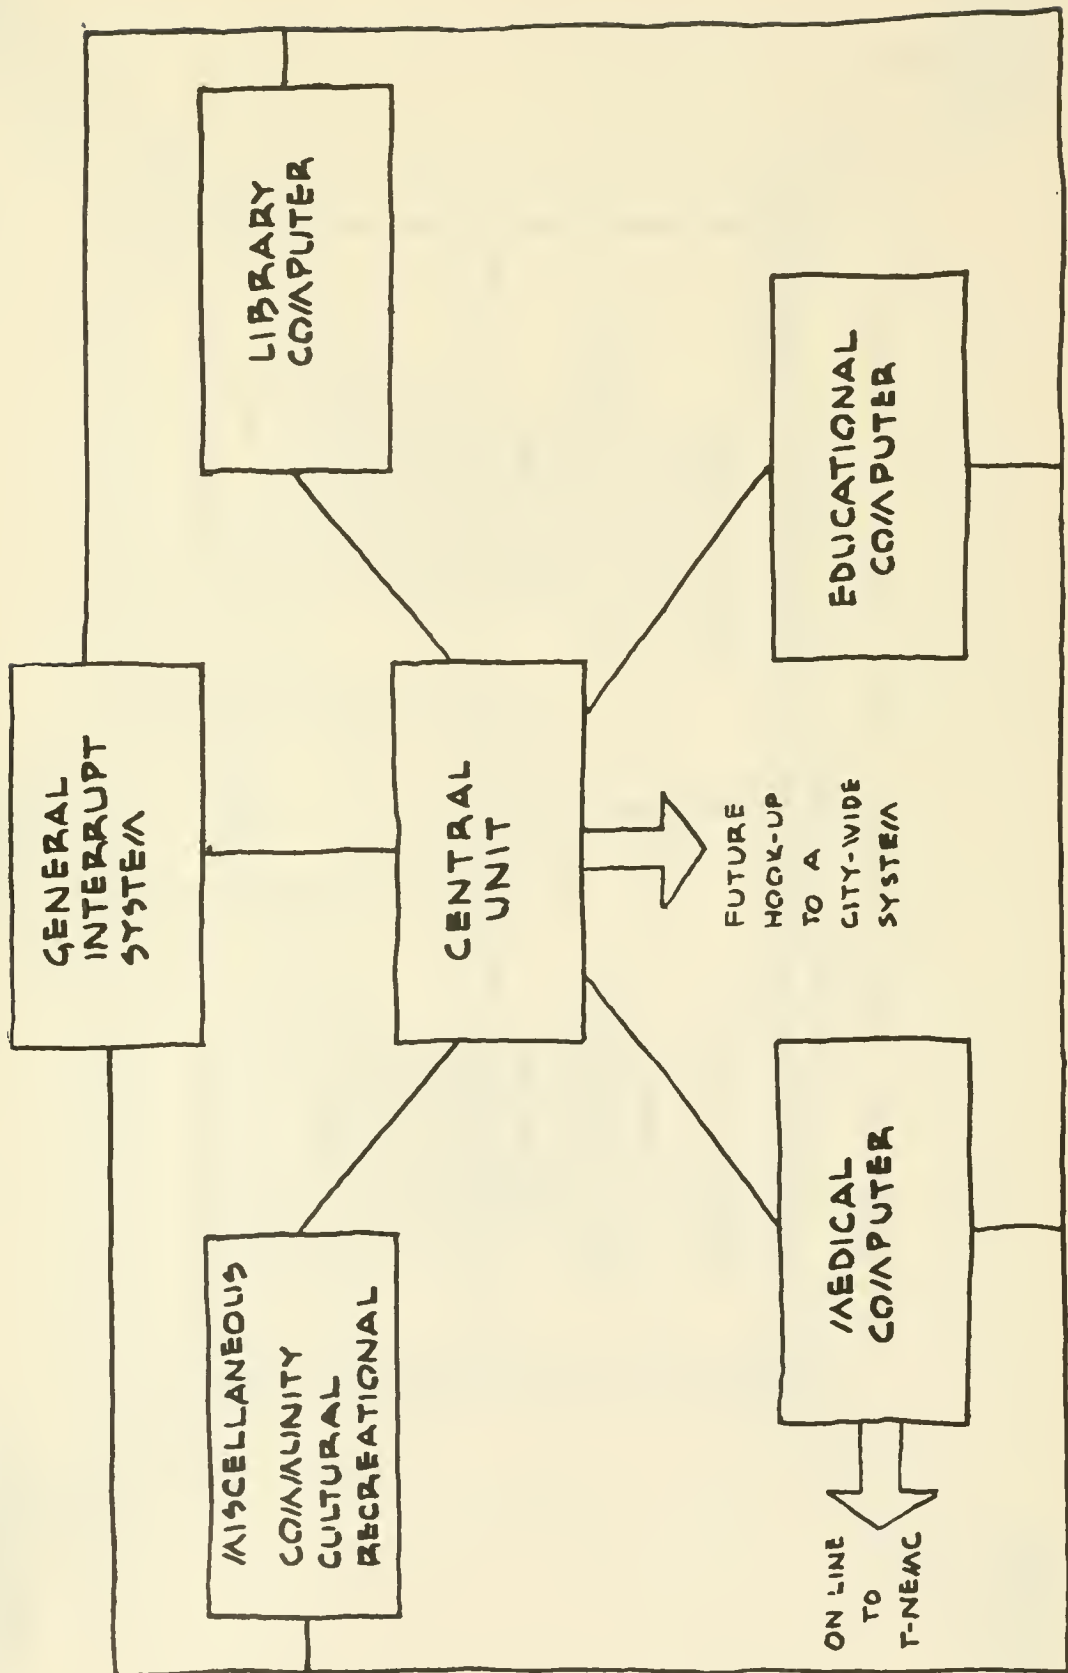 GENERAL
INTERRUPT
SYSTEM
MISCELLANEOUS
COMMUNITY
CULTURAL
RECREATIONAL
LIBRARY
COMPUTER
CENTRAL
UNIT
FUTURE
HOOK-UP
TO A
CITY-WIDE
SYSTEM
MEDICAL
COMPUTER
EDUCATIONAL
COMPUTER
ON LINE
TO
T-NEMC